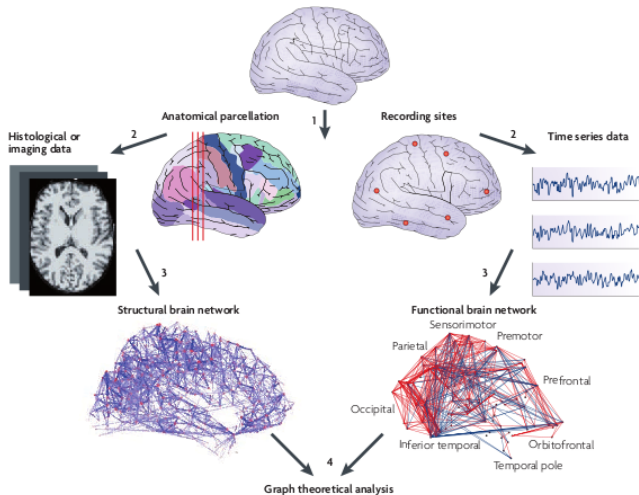 Anatomical parcellation
1
Recording sites
Histological or
imaging data
2
2
Time series data
3
3
Structural brain network
Functional brain network
Sensorimotor
Premotor
Parietal
Prefrontal
Occipital
Inferior temporal
Orbitofrontal
Temporal pole
4
Graph theoretical analysis